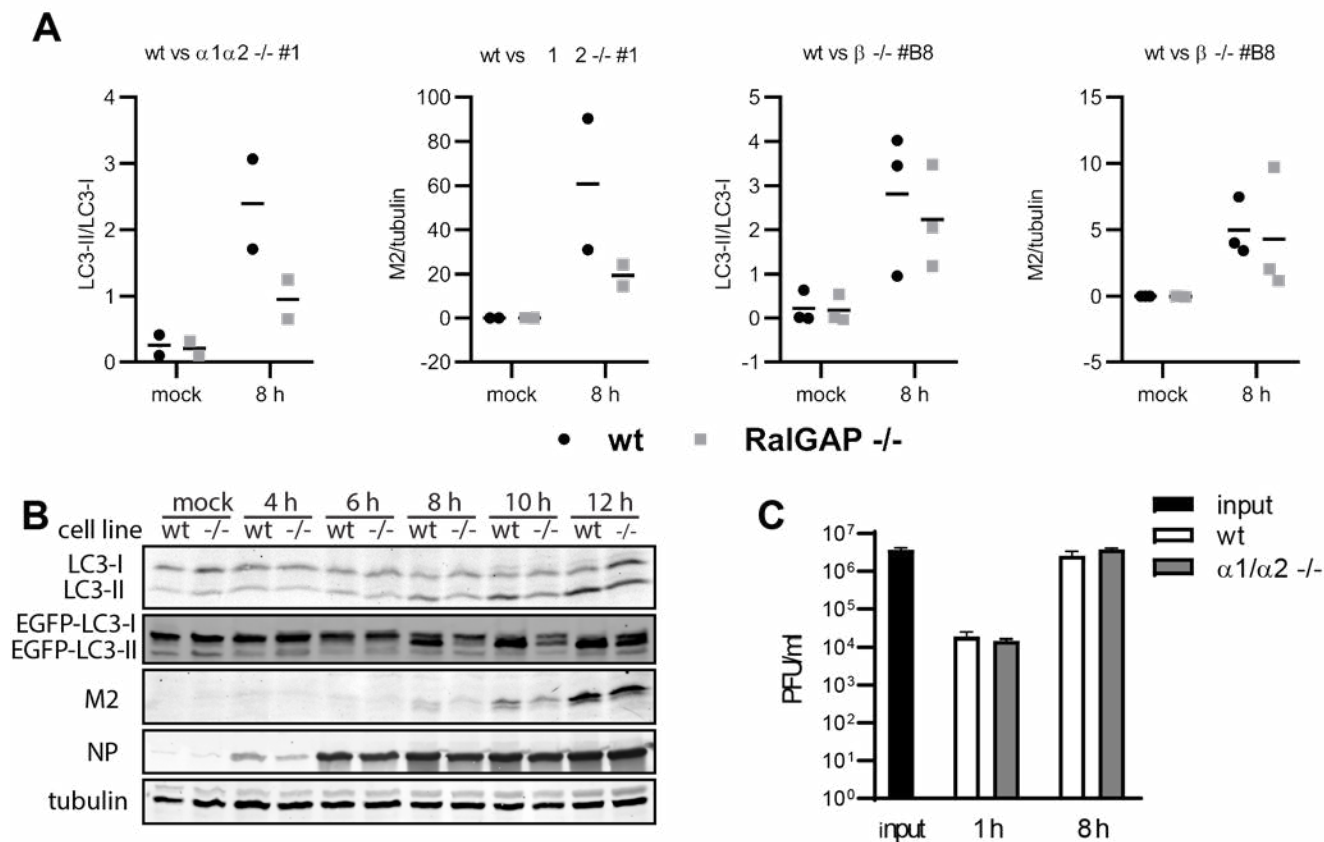 A
wt vs α1α2 -/- #1
wt vs 1 2 -/- #1
wt vs β -/- #B8
wt vs β -/- #B8
LC3-II/LC3-I
4
3
2
1
0
mock 8 h
M2/tubulin
100
80
60
40
20
0
-20
mock 8 h
LC3-II/LC3-I
5
4
3
2
1
0
-1
mock 8 h
M2/tubulin
15
10
5
0
-5
mock 8 h
wt RalGAP -/-
B
mock 4 h 6 h 8 h 10 h 12 h
cell line wt -/- wt -/- wt -/- wt -/- wt -/- wt -/-
LC3-I
LC3-II
EGFP-LC3-I
EGFP-LC3-II
M2
NP
tubulin
C
input
wt
α1/α2 -/-
PFU/ml
10⁷
10⁶
10⁵
10⁴
10³
10²
10¹
10⁰
input 1 h 8 h